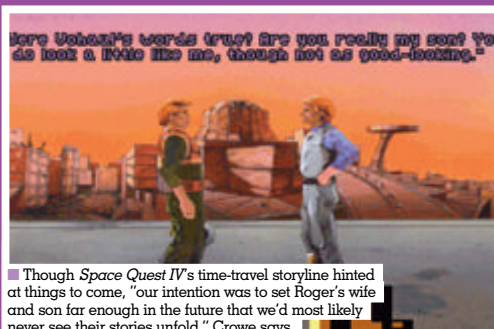 Were Vohaul's words true? Are you really my son? Yo
do look a little like me, though not as good-looking."
Though Space Quest IV's time-travel storyline hinted
at things to come, "our intention was to set Roger's wife
and son far enough in the future that we'd most likely
never see their stories unfold," Crowe says.